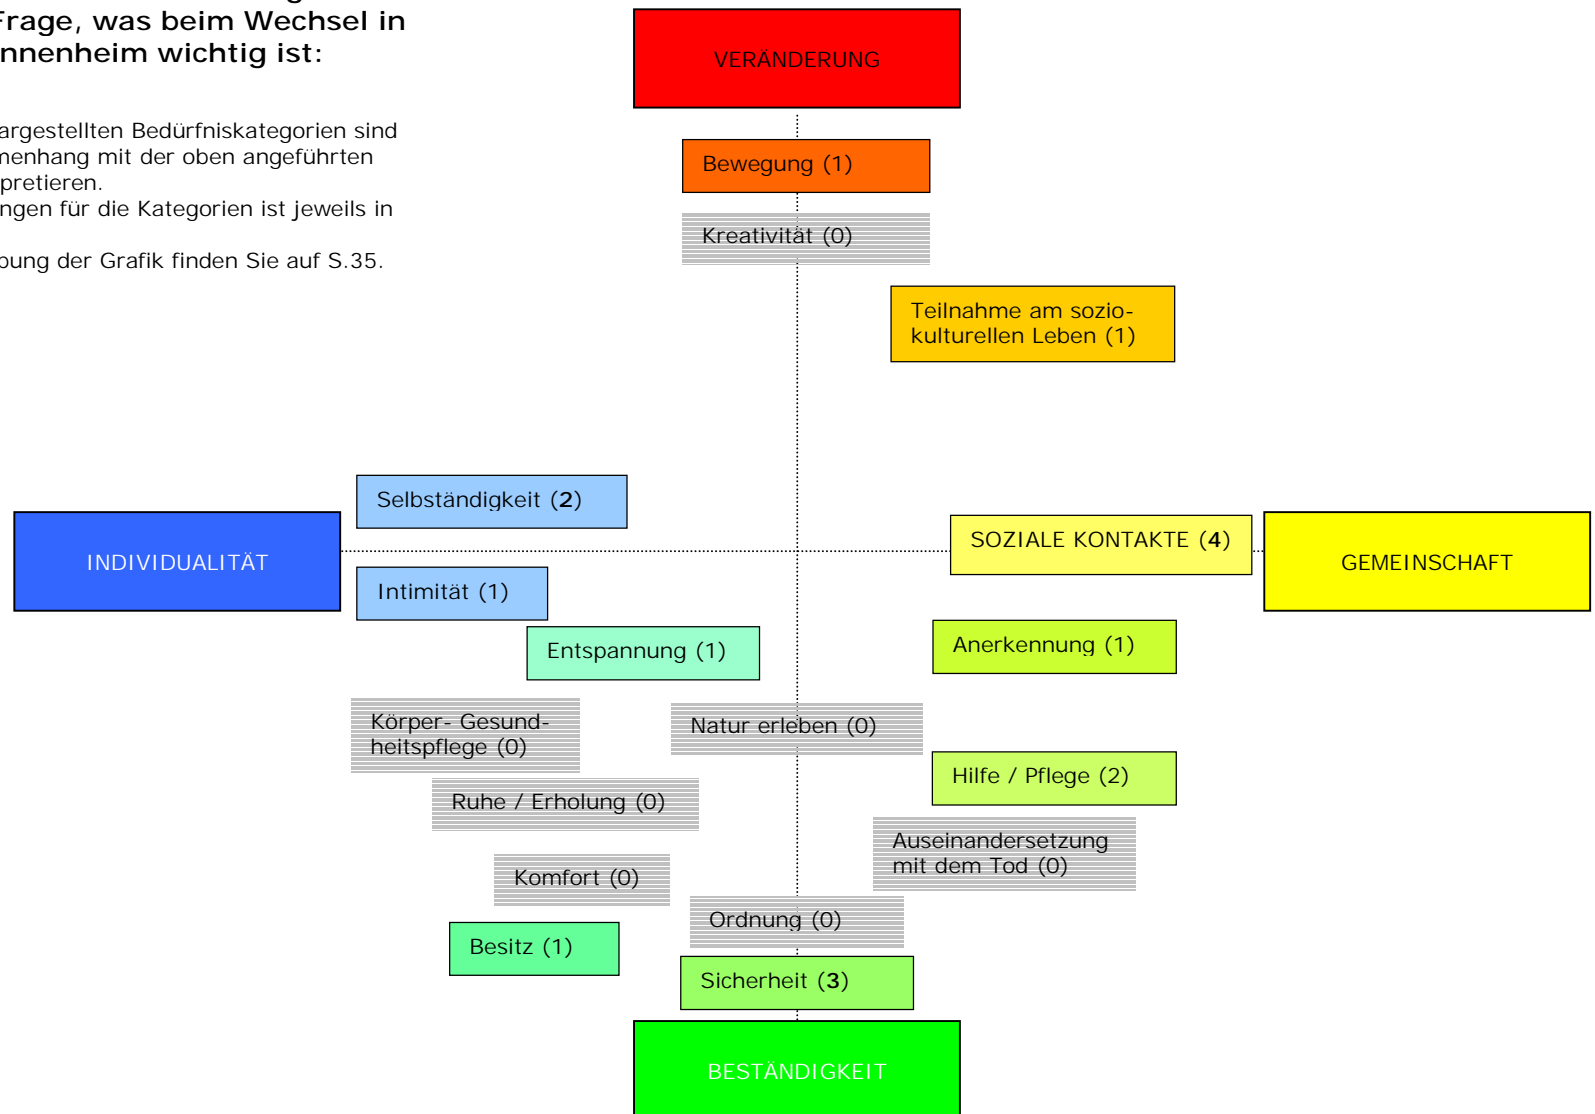 Frage, was beim Wechsel in
nnenheim wichtig ist:
argestellten Bedürfniskategorien sind
menhang mit der oben angeführten
pretieren.
ngen für die Kategorien ist jeweils in
bung der Grafik finden Sie auf S.35.
VERÄNDERUNG
Bewegung (1)
Kreativität (0)
Teilnahme am sozio-
kulturellen Leben (1)
Selbständigkeit (2)
INDIVIDUALITÄT
SOZIALE KONTAKTE (4)
GEMEINSCHAFT
Intimität (1)
Entspannung (1)
Anerkennung (1)
Körper- Gesund-
heitspflege (0)
Natur erleben (0)
Hilfe / Pflege (2)
Ruhe / Erholung (0)
Auseinandersetzung
mit dem Tod (0)
Komfort (0)
Ordnung (0)
Besitz (1)
Sicherheit (3)
BESTÄNDIGKEIT